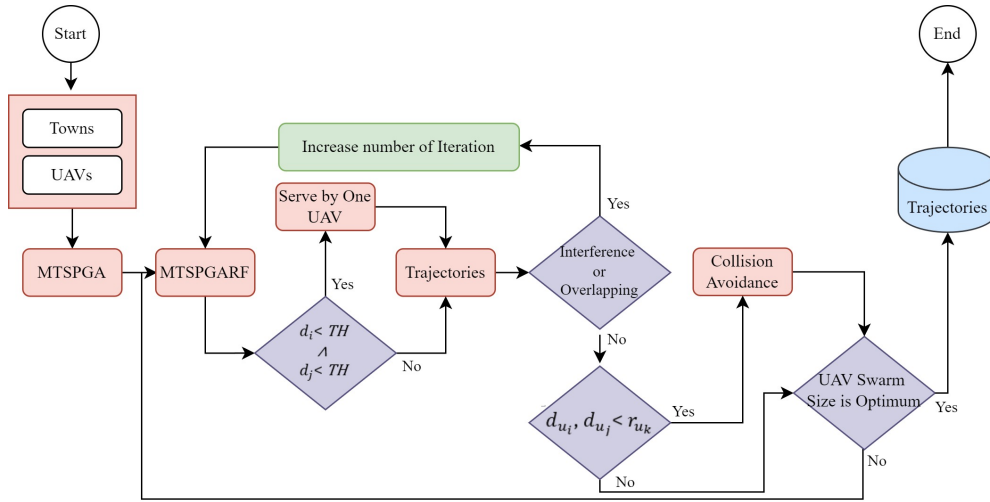 Start
End
Towns
UAVs
Increase number of Iteration
Serve by One
UAV
Yes
Trajectories
MTSPGA
MTSPGARF
Trajectories
Interference
or
Overlapping
Collision
Avoidance
Yes
d_i < TH
∧
d_j < TH
No
No
d_{u_i}, d_{u_j} < r_{u_k}
Yes
UAV Swarm
Size is Optimum
Yes
No
No